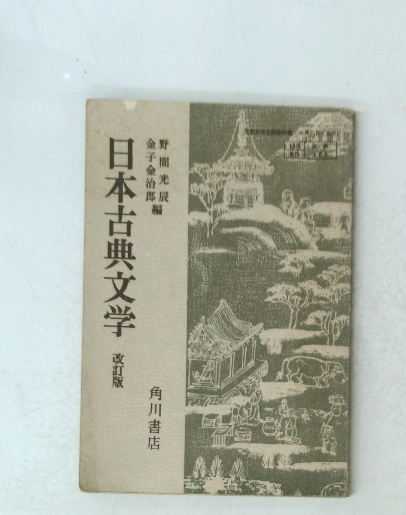 野間光辰
金子金治郎編
日本古典文学 改訂版
角川書店